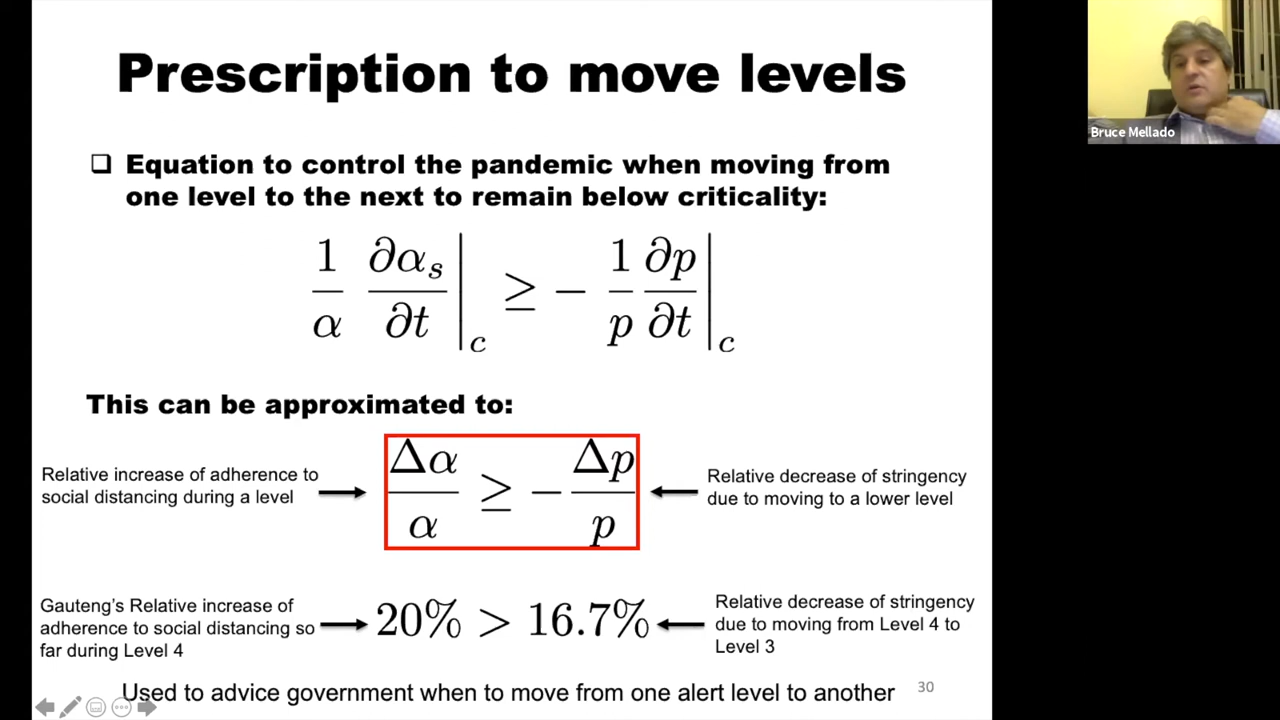 Prescription to move levels
❑ Equation to control the pandemic when moving from
one level to the next to remain below criticality:
1/α ∂αₛ/∂t |c ≥ − 1/p ∂p/∂t |c
This can be approximated to:
Relative increase of adherence to
social distancing during a level
Δα/α ≥ − Δp/p
Relative decrease of stringency
due to moving to a lower level
Gauteng’s Relative increase of
adherence to social distancing so
far during Level 4
20% > 16.7%
Relative decrease of stringency
due to moving from Level 4 to
Level 3
Used to advice government when to move from one alert level to another
30
Bruce Mellado